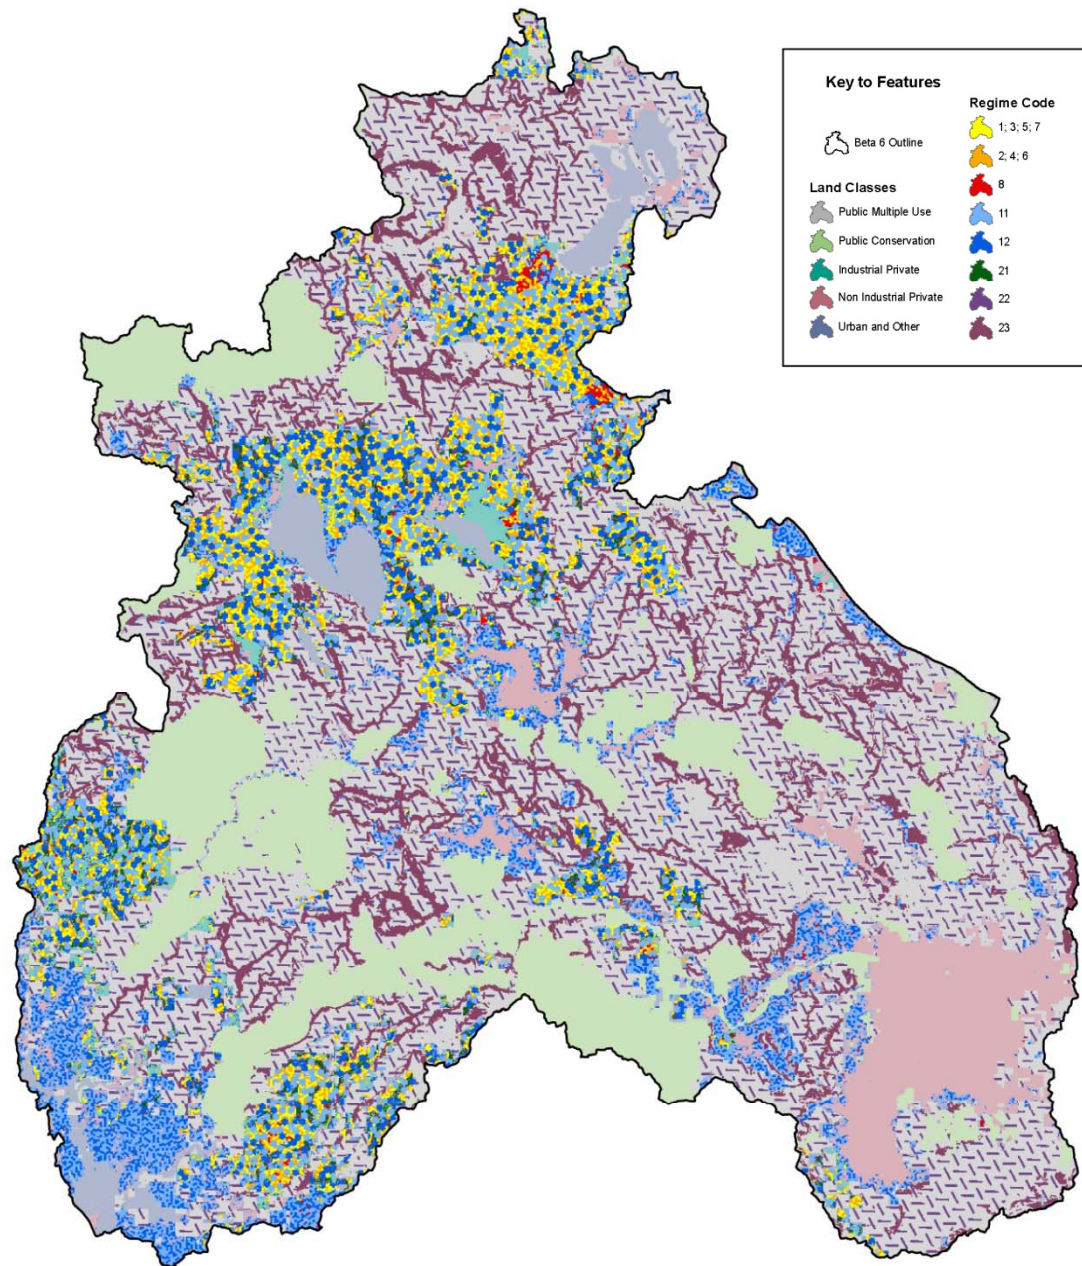 Key to Features
Beta 6 Outline
Land Classes
Public Multiple Use
Public Conservation
Industrial Private
Non Industrial Private
Urban and Other
Regime Code
1; 3; 5; 7
2; 4; 6
8
11
12
21
22
23